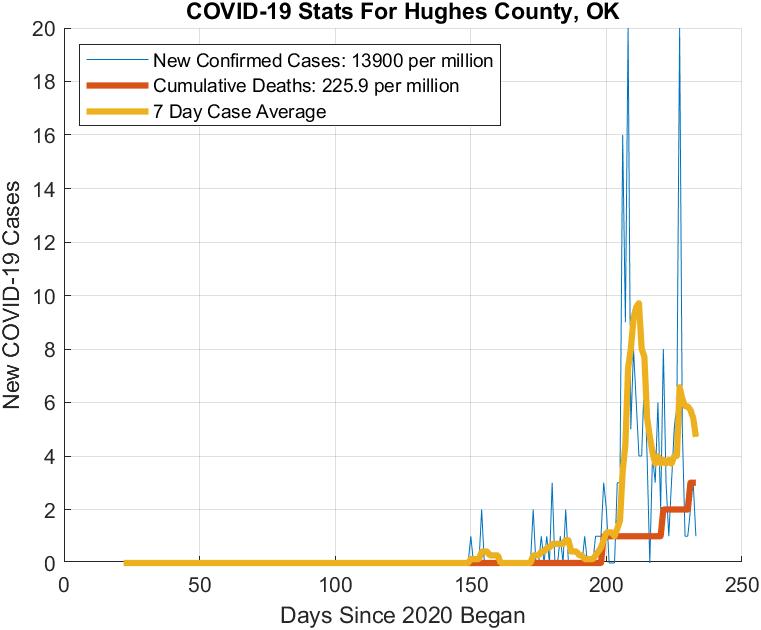 COVID-19 Stats For Hughes County, OK
New Confirmed Cases: 13900 per million
Cumulative Deaths: 225.9 per million
7 Day Case Average
New COVID-19 Cases
20
18
16
14
12
10
8
6
4
2
0
0 50 100 150 200 250
Days Since 2020 Began